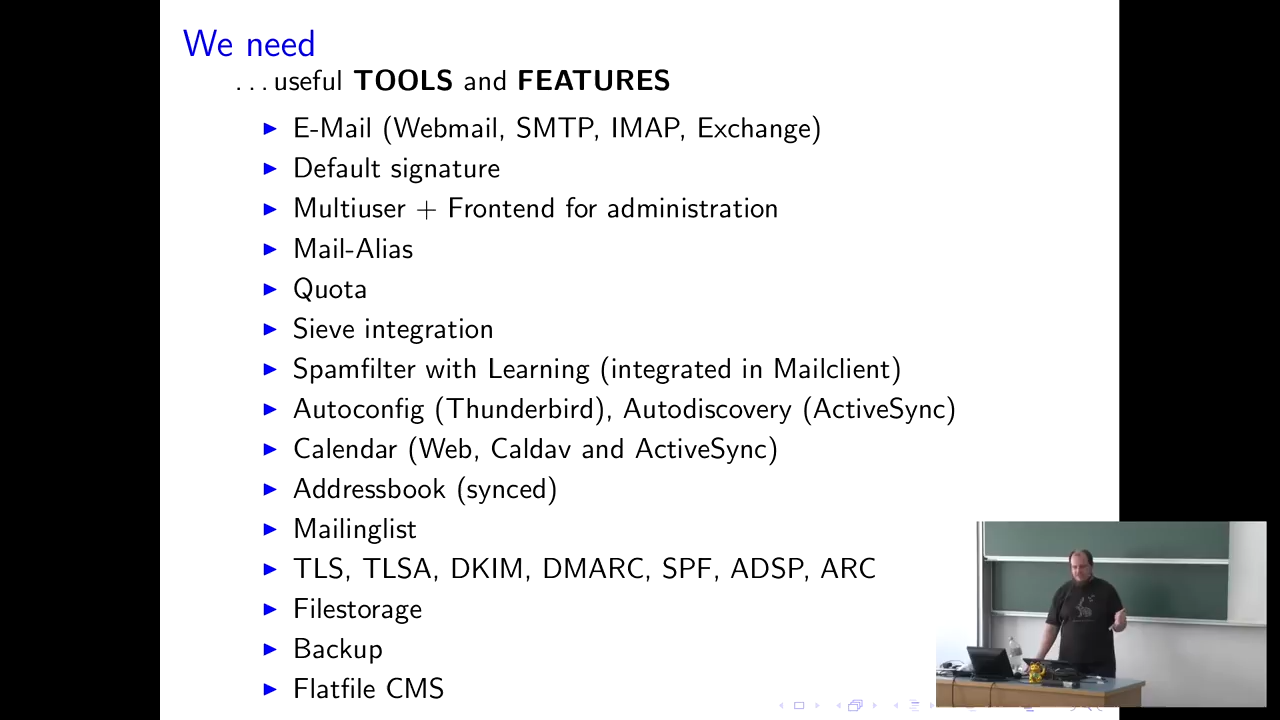 We need
...useful TOOLS and FEATURES
E-Mail (Webmail, SMTP, IMAP, Exchange)
Default signature
Multiuser + Frontend for administration
Mail-Alias
Quota
Sieve integration
Spamfilter with Learning (integrated in Mailclient)
Autoconfig (Thunderbird), Autodiscovery (ActiveSync)
Calendar (Web, Caldav and ActiveSync)
Addressbook (synced)
Mailinglist
TLS, TLSA, DKIM, DMARC, SPF, ADSP, ARC
Filestorage
Backup
Flatfile CMS